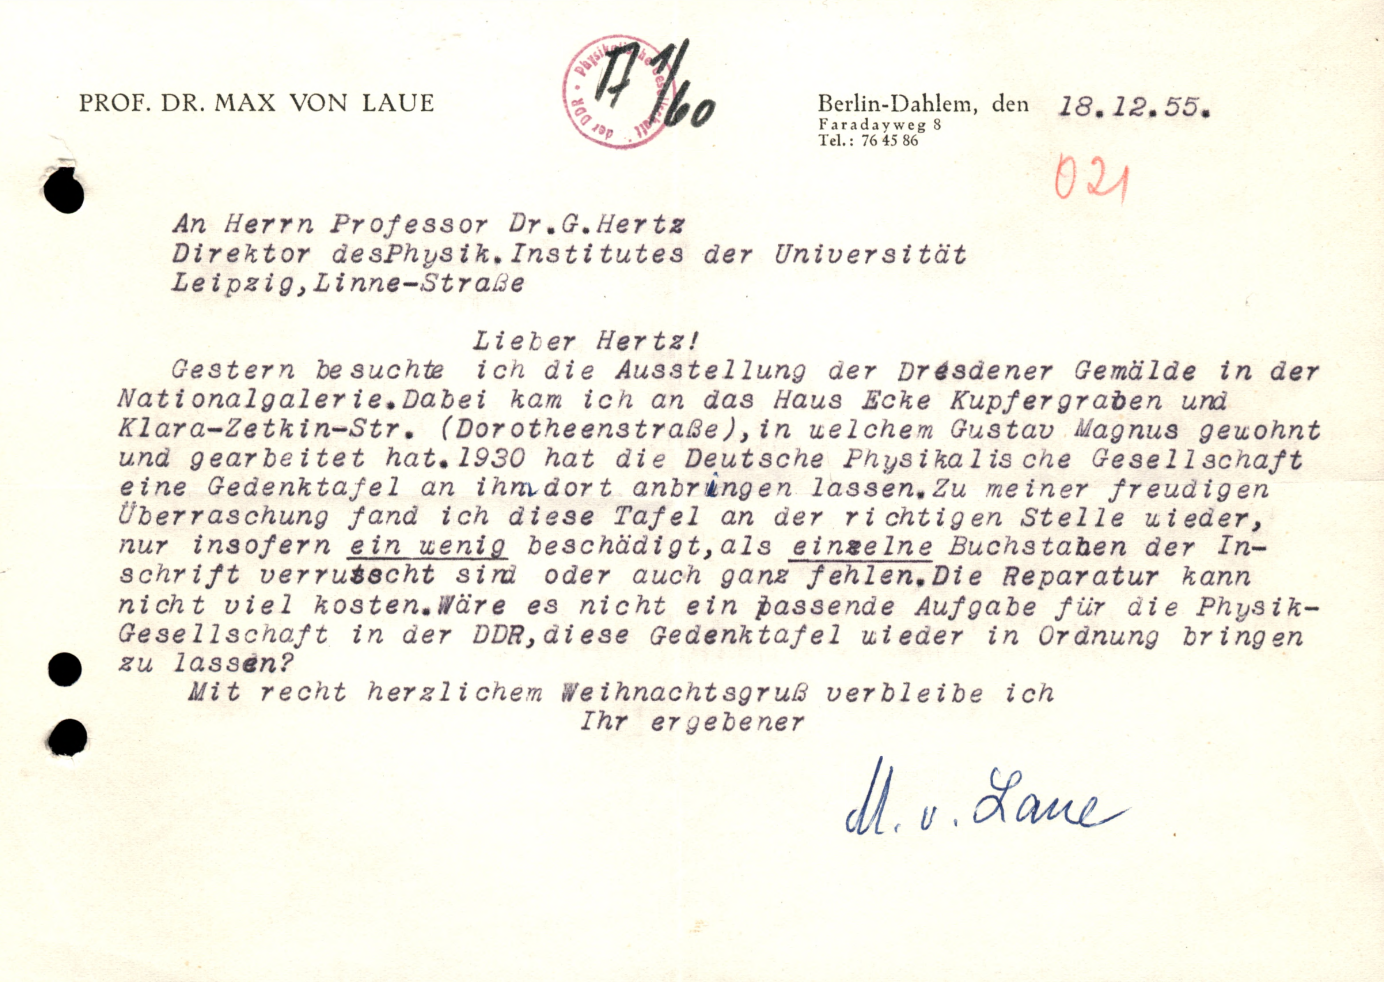 PROF. DR. MAX VON LAUE
Physikalische Gesellschaft der DDR
1/60
Berlin-Dahlem, den 18.12.55.
Faradayweg 8
Tel.: 76 45 86
021
An Herrn Professor Dr.G.Hertz
Direktor desPhysik.Institutes der Universität
Leipzig,Linne-Straße
Lieber Hertz!
Gestern besuchte ich die Ausstellung der Dresdener Gemälde in der
Nationalgalerie.Dabei kam ich an das Haus Ecke Kupfergraben und
Klara-Zetkin-Str. (Dorotheenstraße),in welchem Gustav Magnus gewohnt
und gearbeitet hat.1930 hat die Deutsche Physikalische Gesellschaft
eine Gedenktafel an ihm dort anbringen lassen.Zu meiner freudigen
Überraschung fand ich diese Tafel an der richtigen Stelle wieder,
nur insofern ein wenig beschädigt,als einzelne Buchstaben der In-
schrift verrutscht sind oder auch ganz fehlen.Die Reparatur kann
nicht viel kosten.Wäre es nicht ein passende Aufgabe für die Physik-
Gesellschaft in der DDR,diese Gedenktafel wieder in Ordnung bringen
zu lassen?
Mit recht herzlichem Weihnachtsgruß verbleibe ich
Ihr ergebener
M. v. Laue